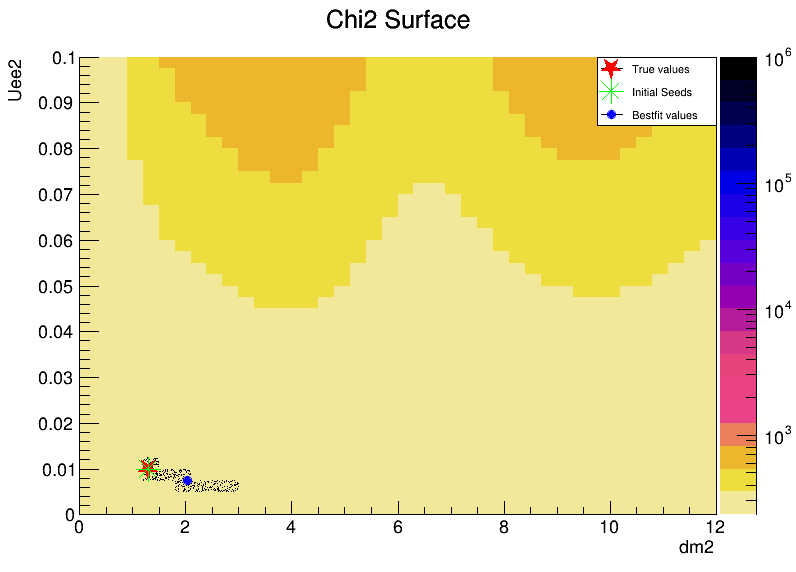 Chi2 Surface
Uee2
0.1
0.09
0.08
0.07
0.06
0.05
0.04
0.03
0.02
0.01
0
0 2 4 6 8 10 12
dm2
True values
Initial Seeds
Bestfit values
10^6
10^5
10^4
10^3